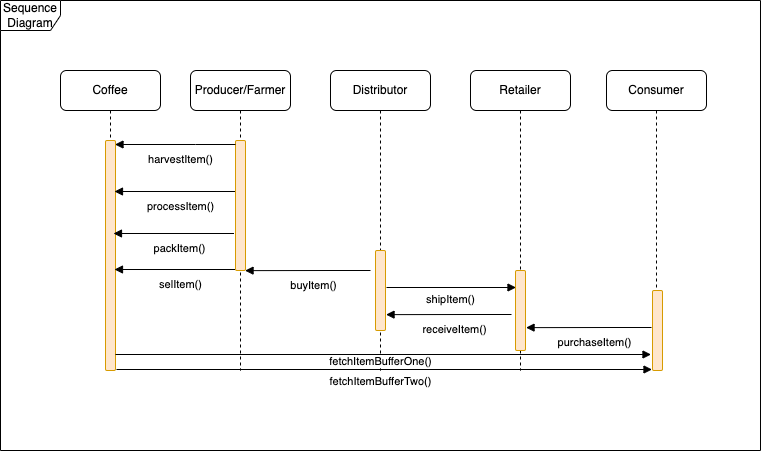 Sequence
Diagram
Coffee
Producer/Farmer
Distributor
Retailer
Consumer
harvestItem()
processItem()
packItem()
sellItem()
buyItem()
shipItem()
receiveItem()
purchaseItem()
fetchItemBufferOne()
fetchItemBufferTwo()